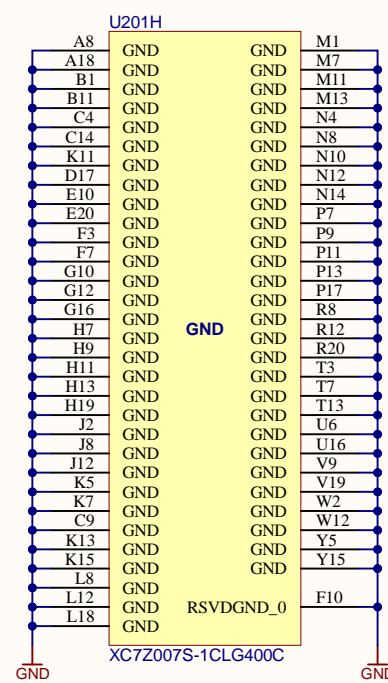 U201H
A8 GND GND M1
A18 GND GND M7
B1 GND GND M11
B11 GND GND M13
C4 GND GND N4
C14 GND GND N8
K11 GND GND N10
D17 GND GND N12
E10 GND GND N14
E20 GND GND P7
F3 GND GND P9
F7 GND GND P11
G10 GND GND P13
G12 GND GND P17
G16 GND GND R8
H7 GND GND R12
H9 GND GND R20
H11 GND GND T3
H13 GND GND T7
H19 GND GND T13
J2 GND GND U6
J8 GND GND U16
J12 GND GND V9
K5 GND GND V19
K7 GND GND W2
C9 GND GND W12
K13 GND GND Y5
K15 GND GND Y15
L8 GND
L12 GND RSVDGND_0 F10
L18 GND
GND
XC7Z007S-1CLG400C
GND GND